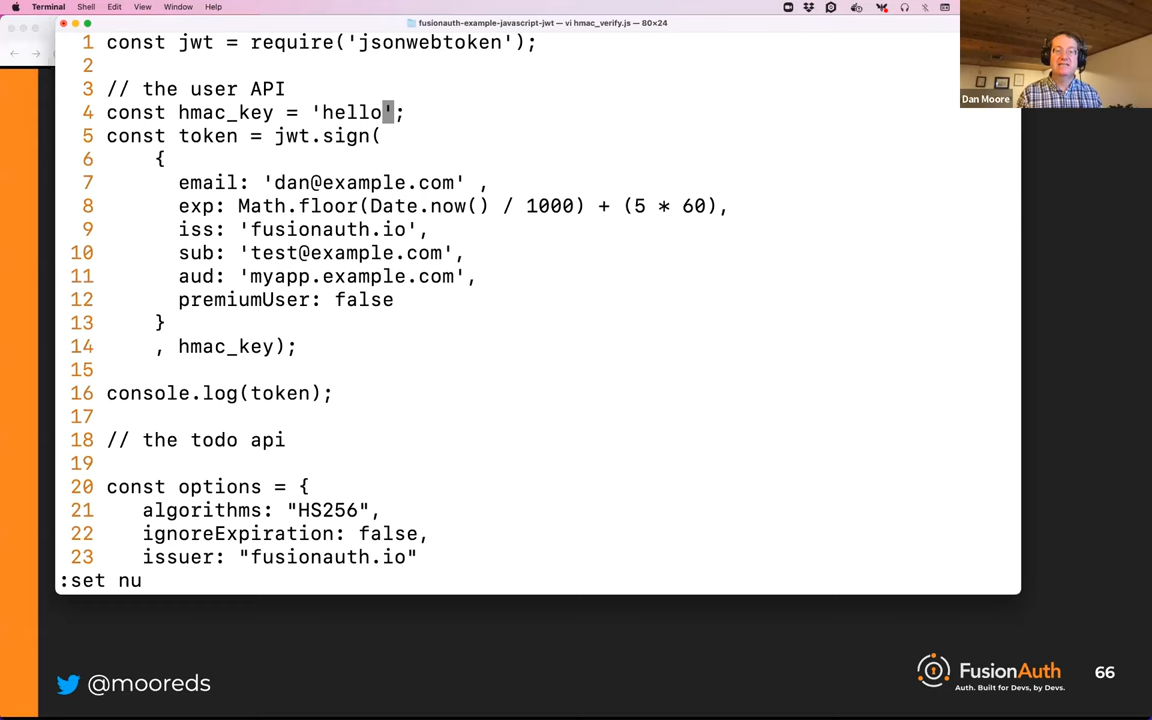 Terminal Shell Edit View Window Help
fusionauth-example-javascript-jwt — vi hmac_verify.js — 80×24
1 const jwt = require('jsonwebtoken');
2
3 // the user API
4 const hmac_key = 'hello';
5 const token = jwt.sign(
6 {
7 email: 'dan@example.com' ,
8 exp: Math.floor(Date.now() / 1000) + (5 * 60),
9 iss: 'fusionauth.io',
10 sub: 'test@example.com',
11 aud: 'myapp.example.com',
12 premiumUser: false
13 }
14 , hmac_key);
15
16 console.log(token);
17
18 // the todo api
19
20 const options = {
21 algorithms: "HS256",
22 ignoreExpiration: false,
23 issuer: "fusionauth.io"
:set nu
Dan Moore
@mooreds
FusionAuth
Auth. Built for Devs, by Devs.
66